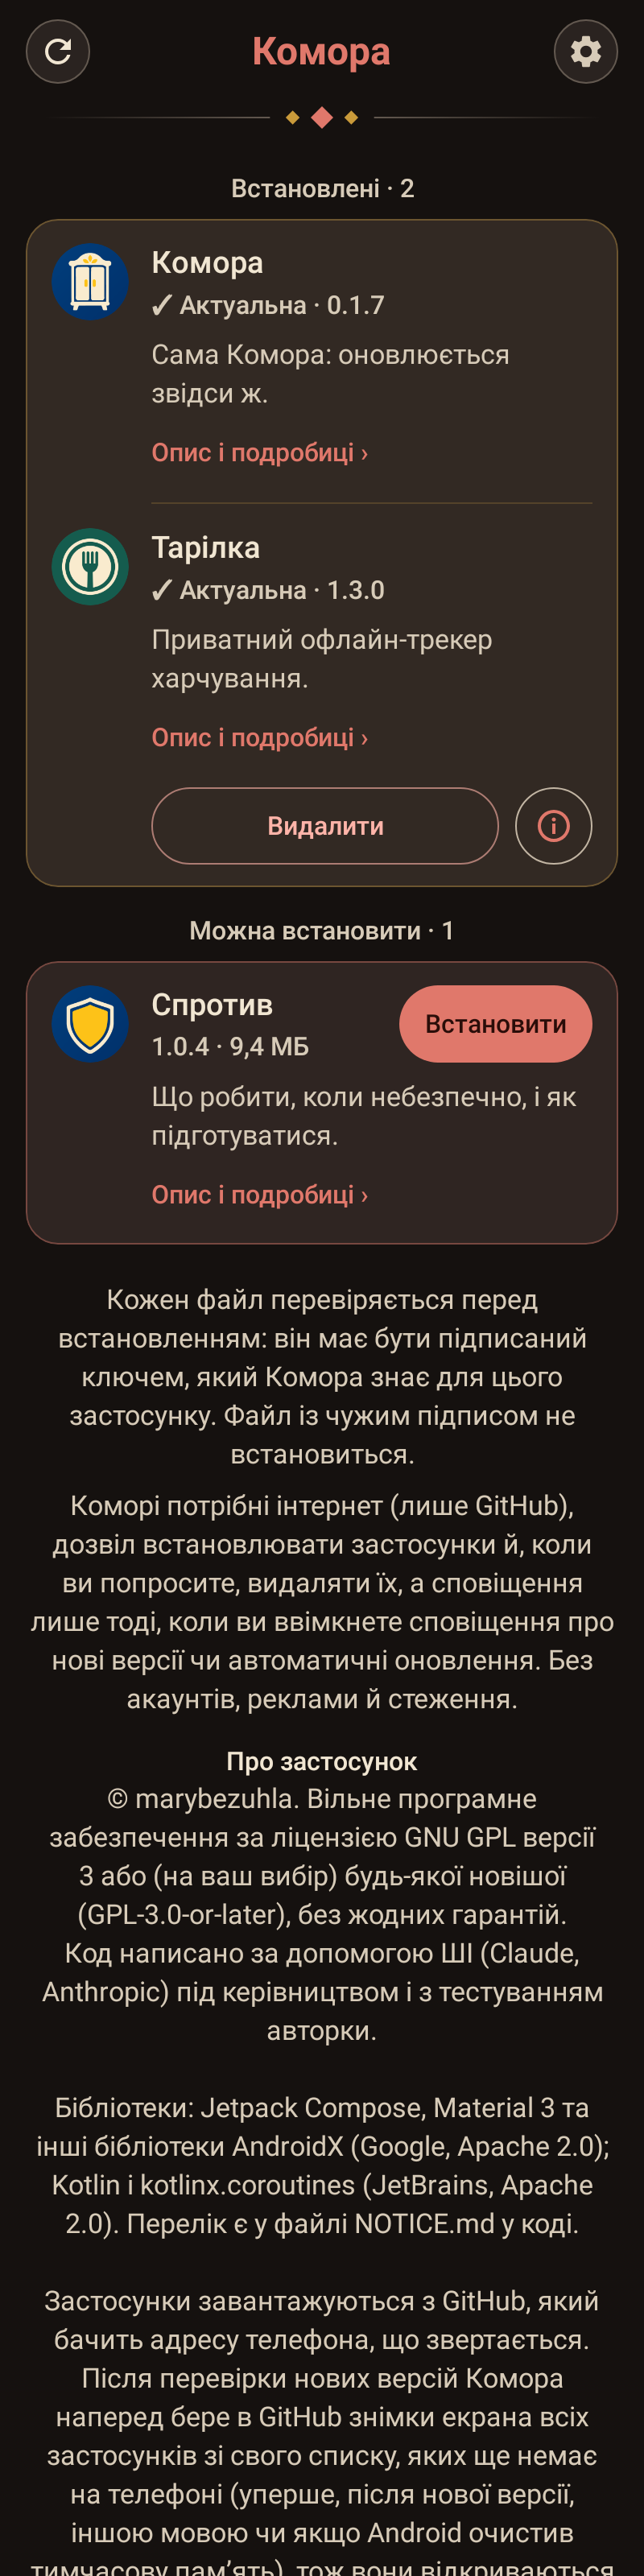 Комора
Встановлені · 2
Комора
✓ Актуальна · 0.1.7
Сама Комора: оновлюється
звідси ж.
Опис і подробиці ›
Тарілка
✓ Актуальна · 1.3.0
Приватний офлайн-трекер
харчування.
Опис і подробиці ›
Видалити
Можна встановити · 1
Спротив
Встановити
1.0.4 · 9,4 МБ
Що робити, коли небезпечно, і як
підготуватися.
Опис і подробиці ›
Кожен файл перевіряється перед
встановленням: він має бути підписаний
ключем, який Комора знає для цього
застосунку. Файл із чужим підписом не
встановиться.
Коморі потрібні інтернет (лише GitHub),
дозвіл встановлювати застосунки й, коли
ви попросите, видаляти їх, а сповіщення
лише тоді, коли ви ввімкнете сповіщення про
нові версії чи автоматичні оновлення. Без
акаунтів, реклами й стеження.
Про застосунок
© marybezuhla. Вільне програмне
забезпечення за ліцензією GNU GPL версії
3 або (на ваш вибір) будь-якої новішої
(GPL-3.0-or-later), без жодних гарантій.
Код написано за допомогою ШІ (Claude,
Anthropic) під керівництвом і з тестуванням
авторки.
Бібліотеки: Jetpack Compose, Material 3 та
інші бібліотеки AndroidX (Google, Apache 2.0);
Kotlin і kotlinx.coroutines (JetBrains, Apache
2.0). Перелік є у файлі NOTICE.md у коді.
Застосунки завантажуються з GitHub, який
бачить адресу телефона, що звертається.
Після перевірки нових версій Комора
наперед бере в GitHub знімки екрана всіх
застосунків зі свого списку, яких ще немає
на телефоні (уперше, після нової версії,
іншою мовою чи якщо Android очистив
тимчасову пам’ять), тож вони відкриваються